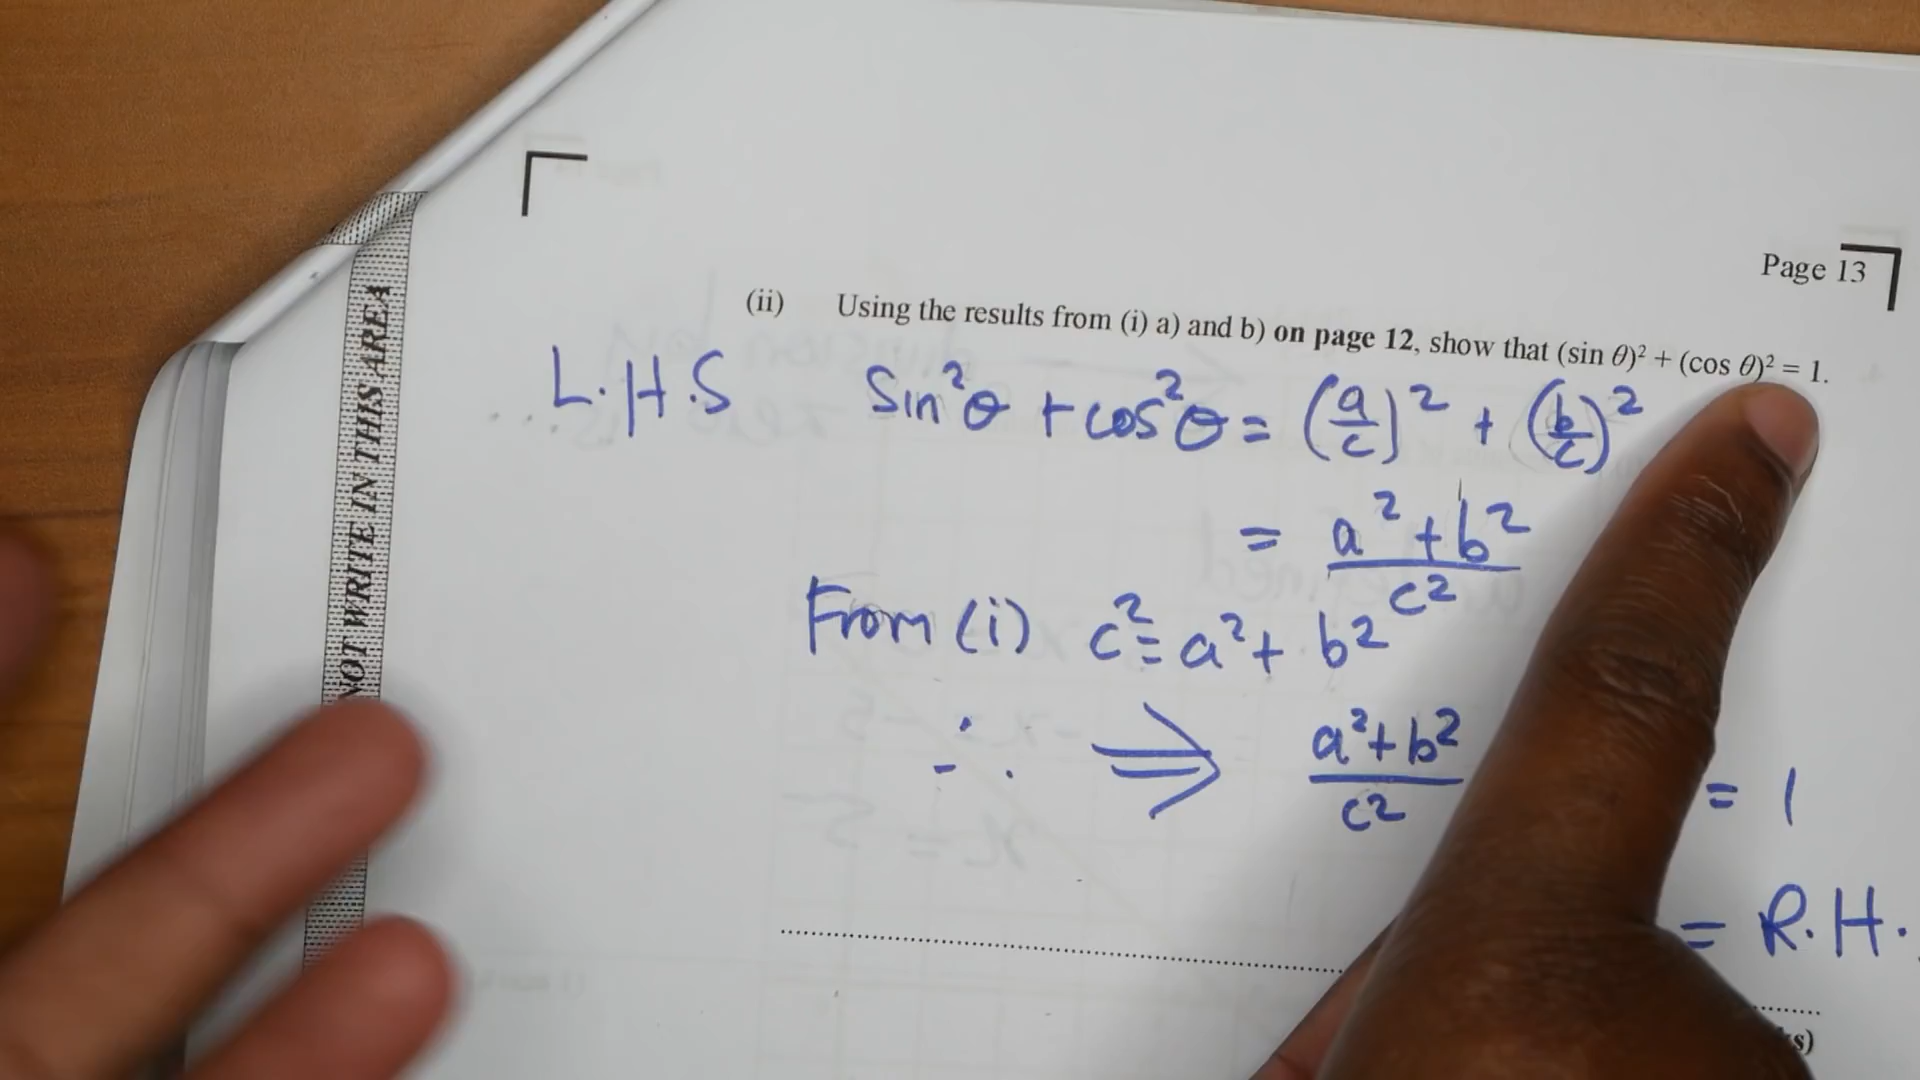 Page 13
(ii) Using the results from (i) a) and b) on page 12, show that (sin θ)² + (cos θ)² = 1.
L.H.S Sin²θ + cos²θ = (a/c)² + (b/c)²
= a² + b² / c²
From (i) c² = a² + b²
∴ ⇒ a² + b² / c² = 1
= R.H.
NOT WRITE IN THIS AREA